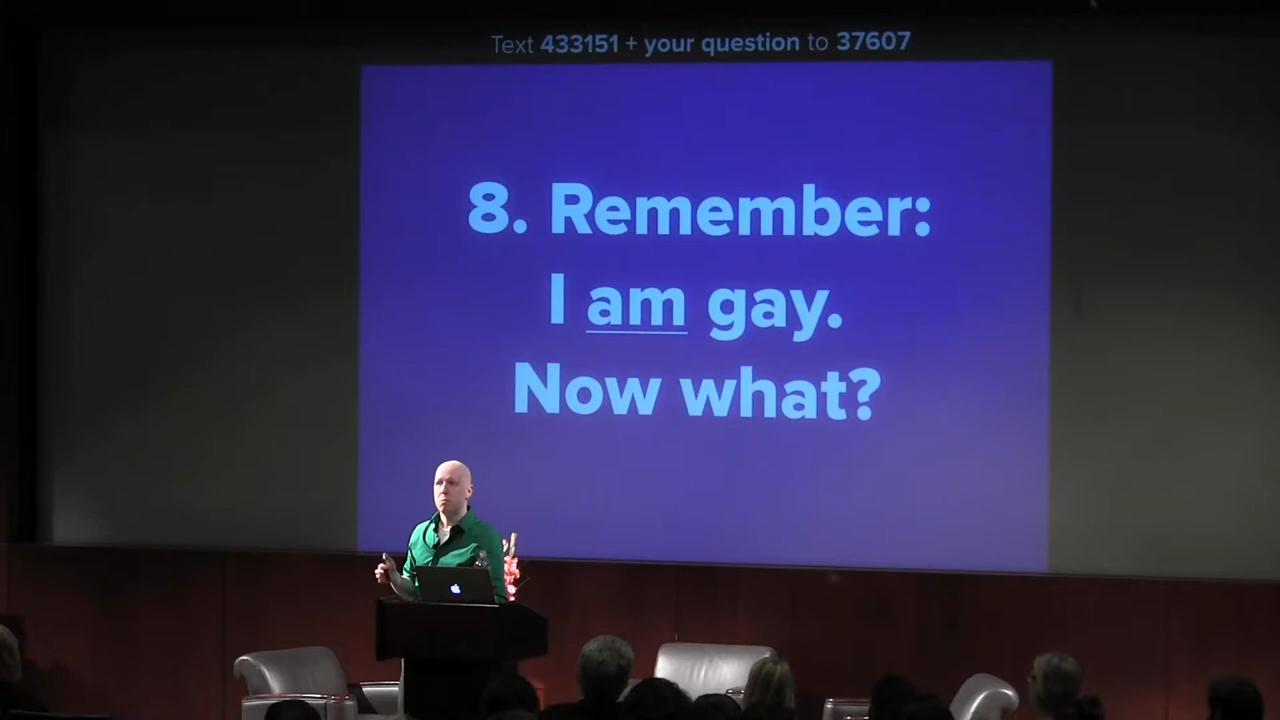 Text 433151 + your question to 37607
8. Remember:
I am gay.
Now what?